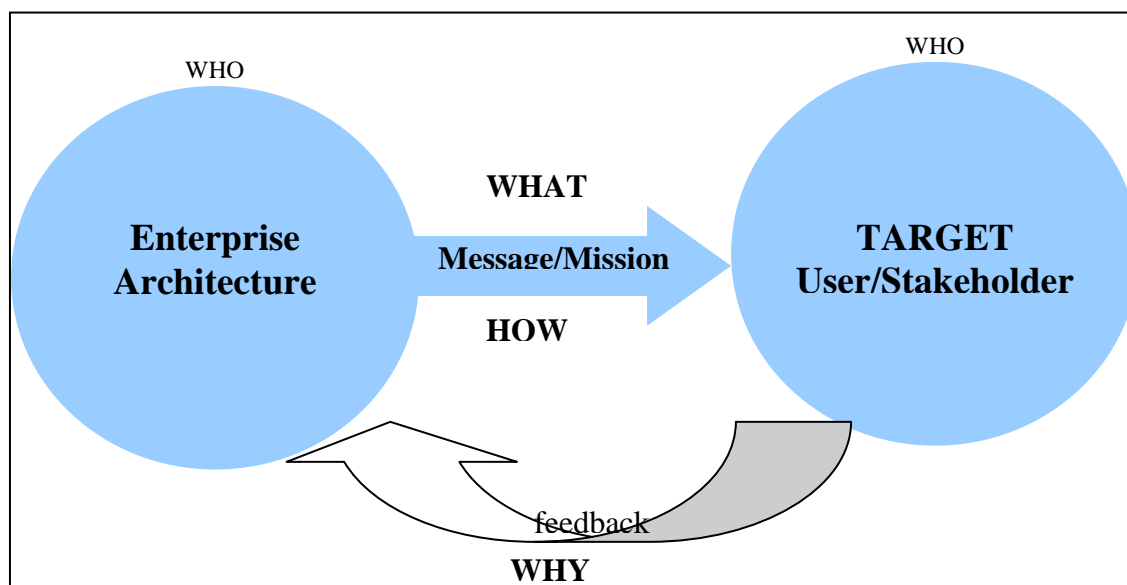 WHO
WHO
WHAT
Enterprise
Architecture
Message/Mission
TARGET
User/Stakeholder
HOW
feedback
WHY